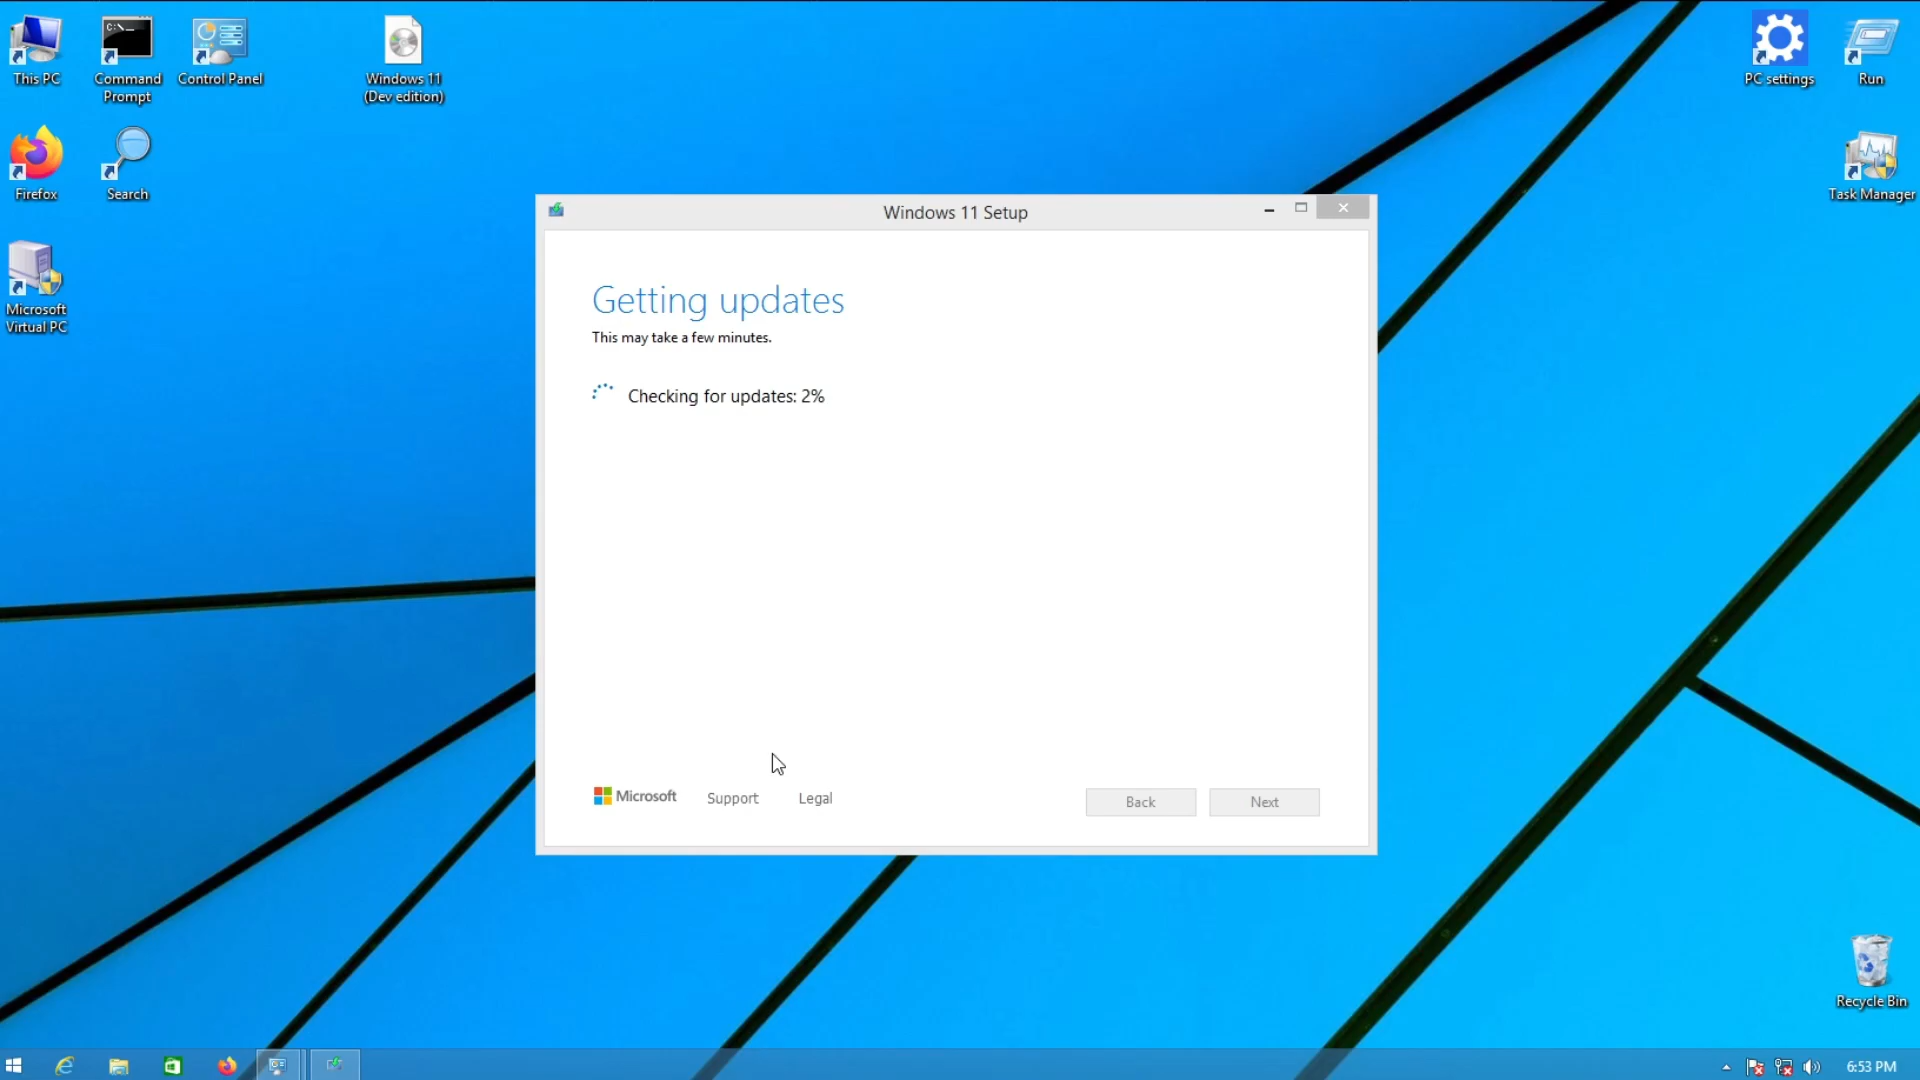 This PC
Command
Prompt
Control Panel
Windows 11
(Dev edition)
PC settings
Run
Firefox
Search
Task Manager
Microsoft
Virtual PC
Windows 11 Setup
Getting updates
This may take a few minutes.
Checking for updates: 2%
Microsoft
Support
Legal
Back
Next
Recycle Bin
6:53 PM